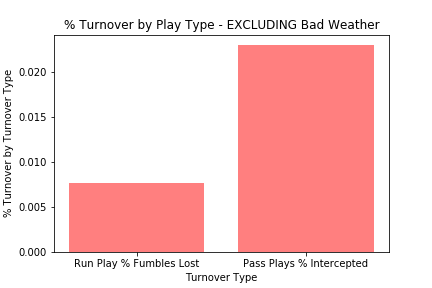 % Turnover by Play Type - EXCLUDING Bad Weather
% Turnover by Turnover Type
0.020
0.015
0.010
0.005
0.000
Run Play % Fumbles Lost
Pass Plays % Intercepted
Turnover Type